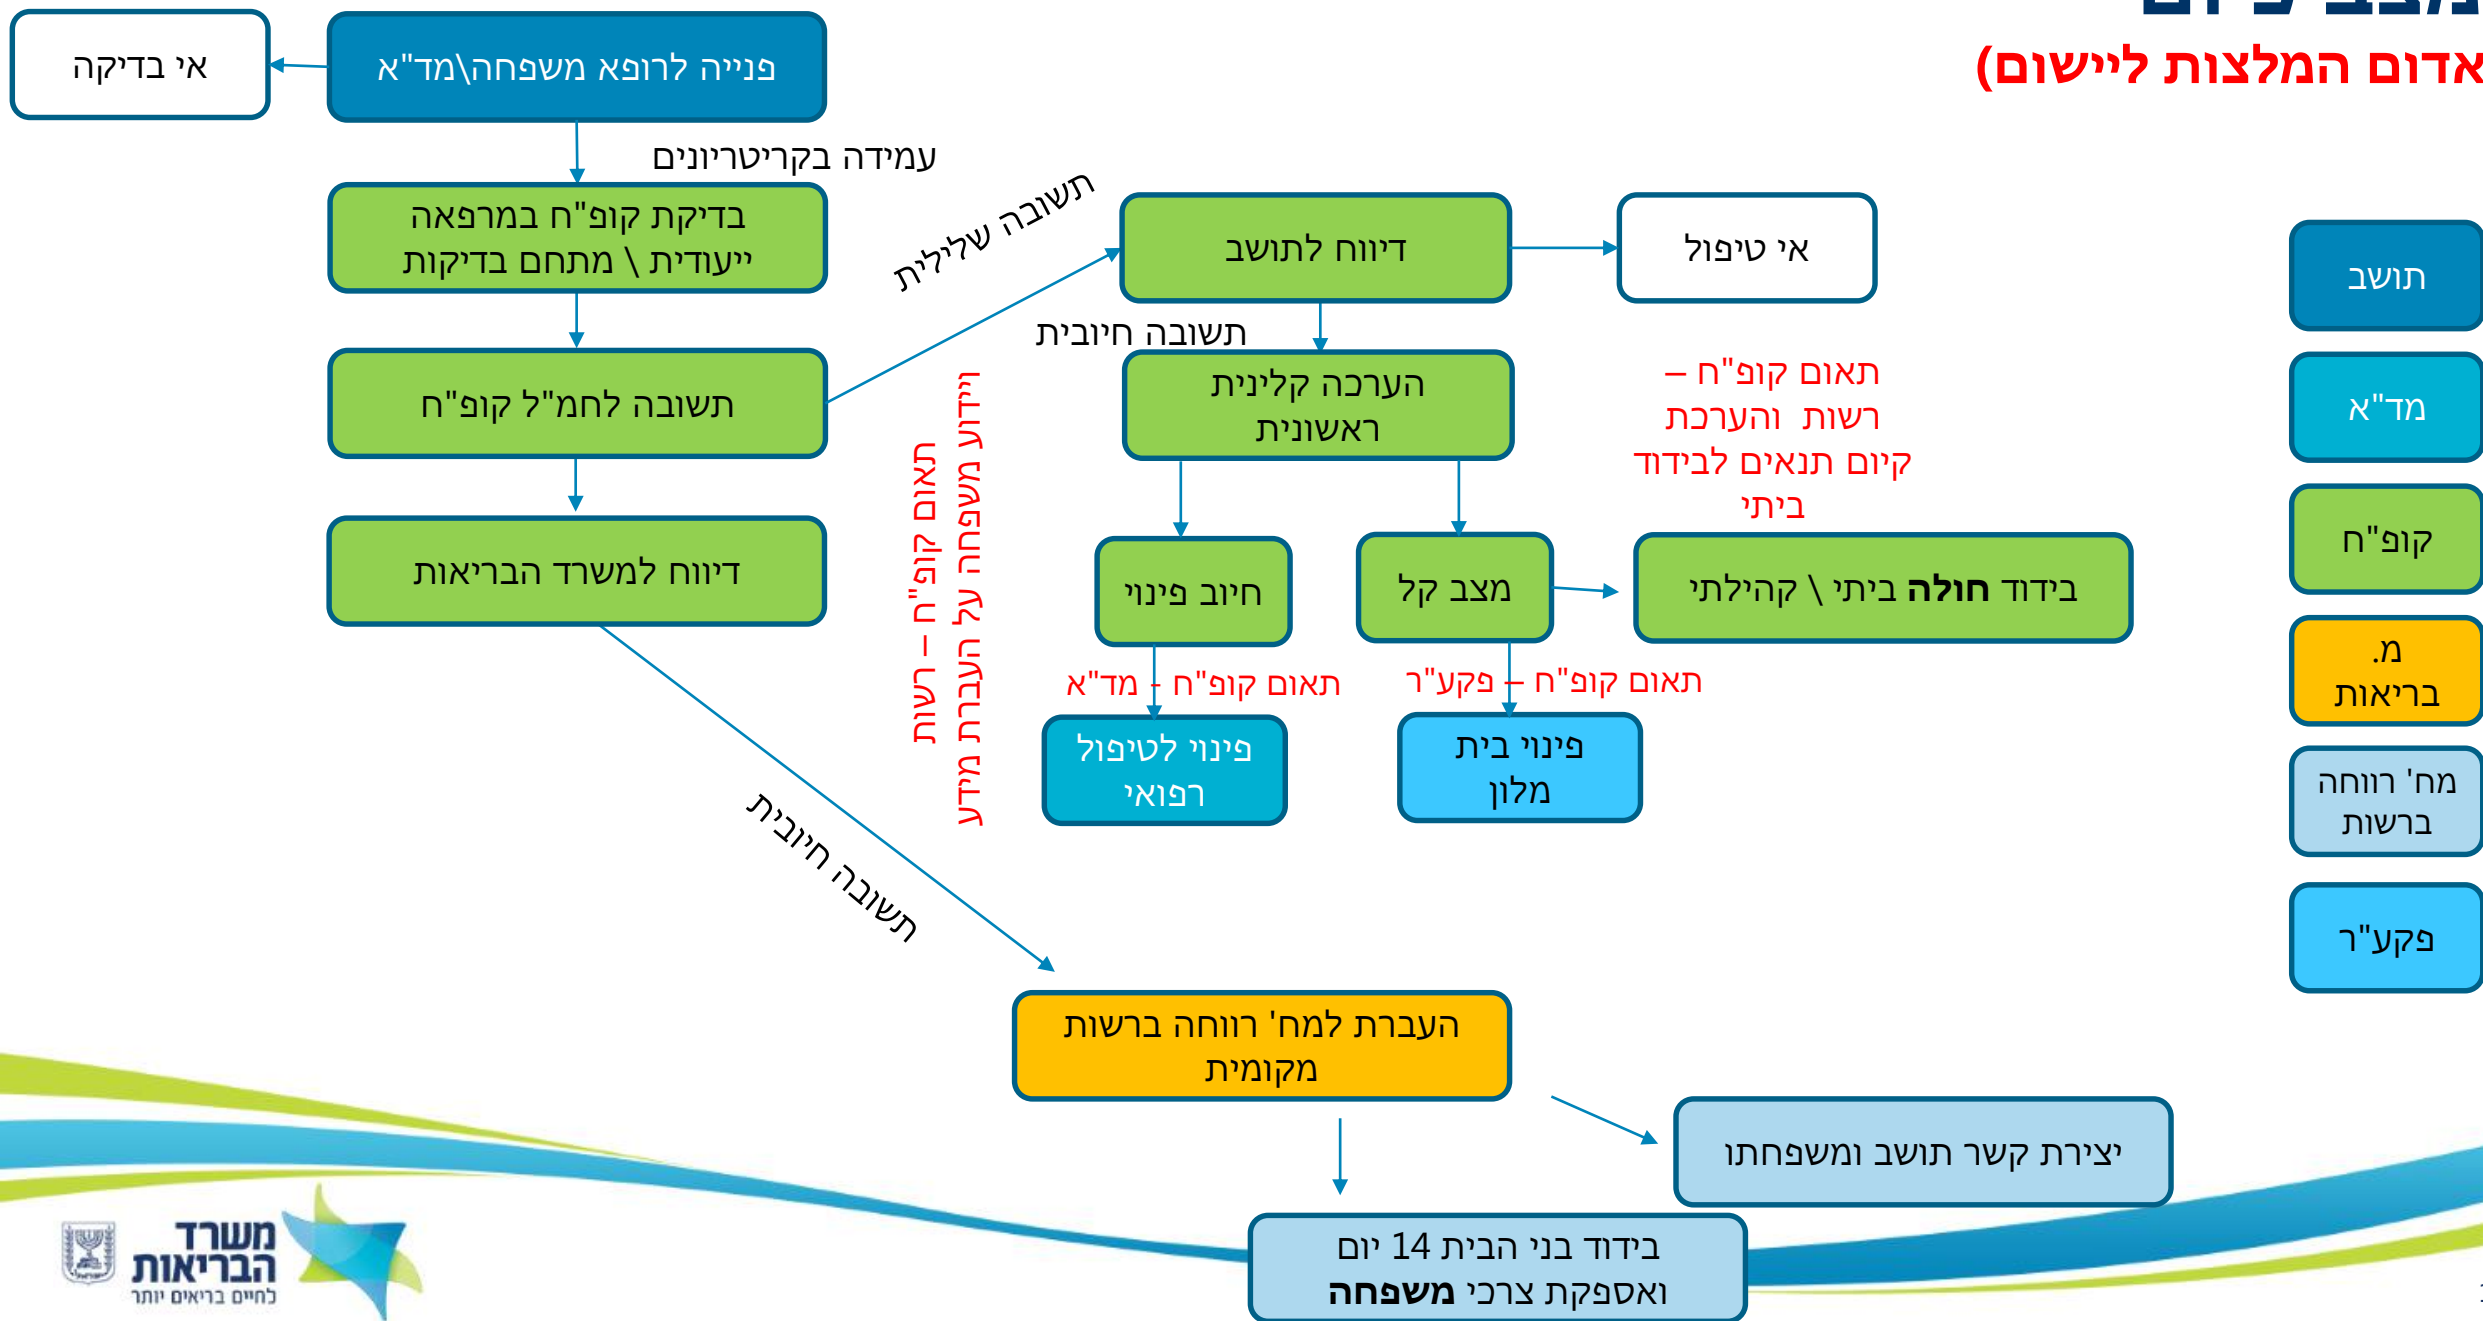 אדום המלצות ליישום)
פנייה לרופא משפחה\מד"א
אי בדיקה
עמידה בקריטריונים
בדיקת קופ"ח במרפאה
ייעודית \ מתחם בדיקות
תשובה לחמ"ל קופ"ח
דיווח למשרד הבריאות
תשובה שלילית
דיווח לתושב
אי טיפול
תשובה חיובית
הערכה קלינית
ראשונית
תאום קופ"ח –
רשות והערכת
קיום תנאים לבידוד
ביתי
תאום קופ"ח – רשות
ויידוע משפחה על העברת מידע
חיוב פינוי
מצב קל
בידוד חולה ביתי \ קהילתי
תאום קופ"ח - מד"א
תאום קופ"ח – פקע"ר
פינוי לטיפול
רפואי
פינוי בית
מלון
תשובה חיובית
העברת למח' רווחה ברשות
מקומית
יצירת קשר תושב ומשפחתו
בידוד בני הבית 14 יום
ואספקת צרכי משפחה
תושב
מד"א
קופ"ח
מ.
בריאות
מח' רווחה
ברשות
פקע"ר
משרד
הבריאות
לחיים בריאים יותר